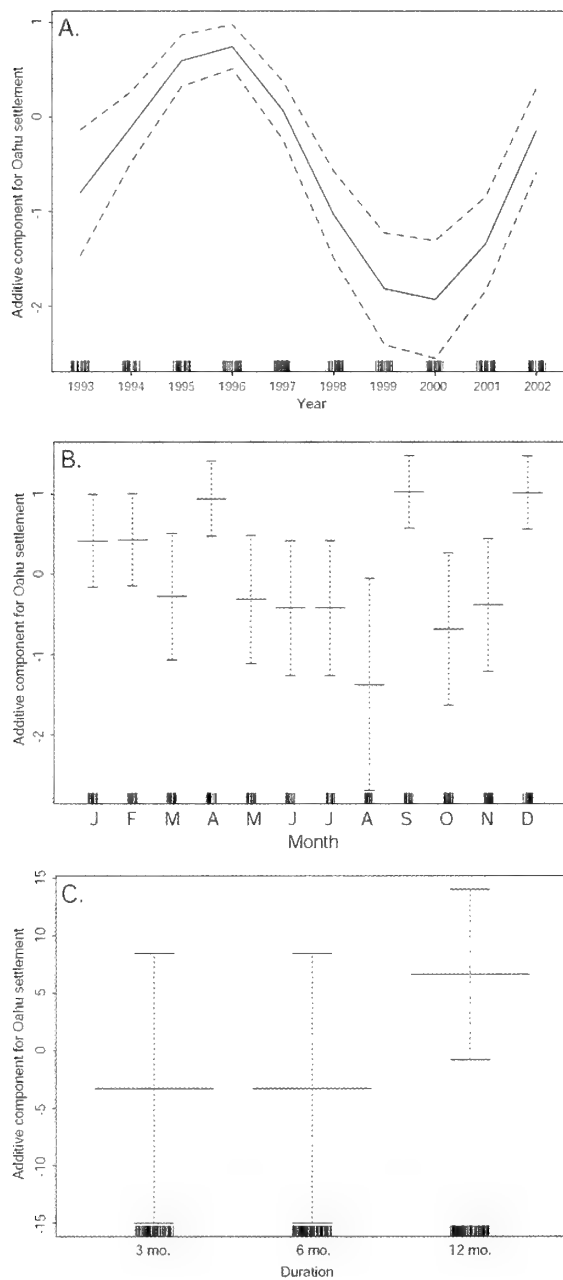 A.
Additive component for Oahu settlement
1
0
-1
-2
1993 1994 1995 1996 1997 1998 1999 2000 2001 2002
Year
B.
Additive component for Oahu settlement
1
0
-1
-2
J F M A M J J A S O N D
Month
C.
Additive component for Oahu settlement
15
10
5
0
-5
-10
-15
3 mo. 6 mo. 12 mo.
Duration